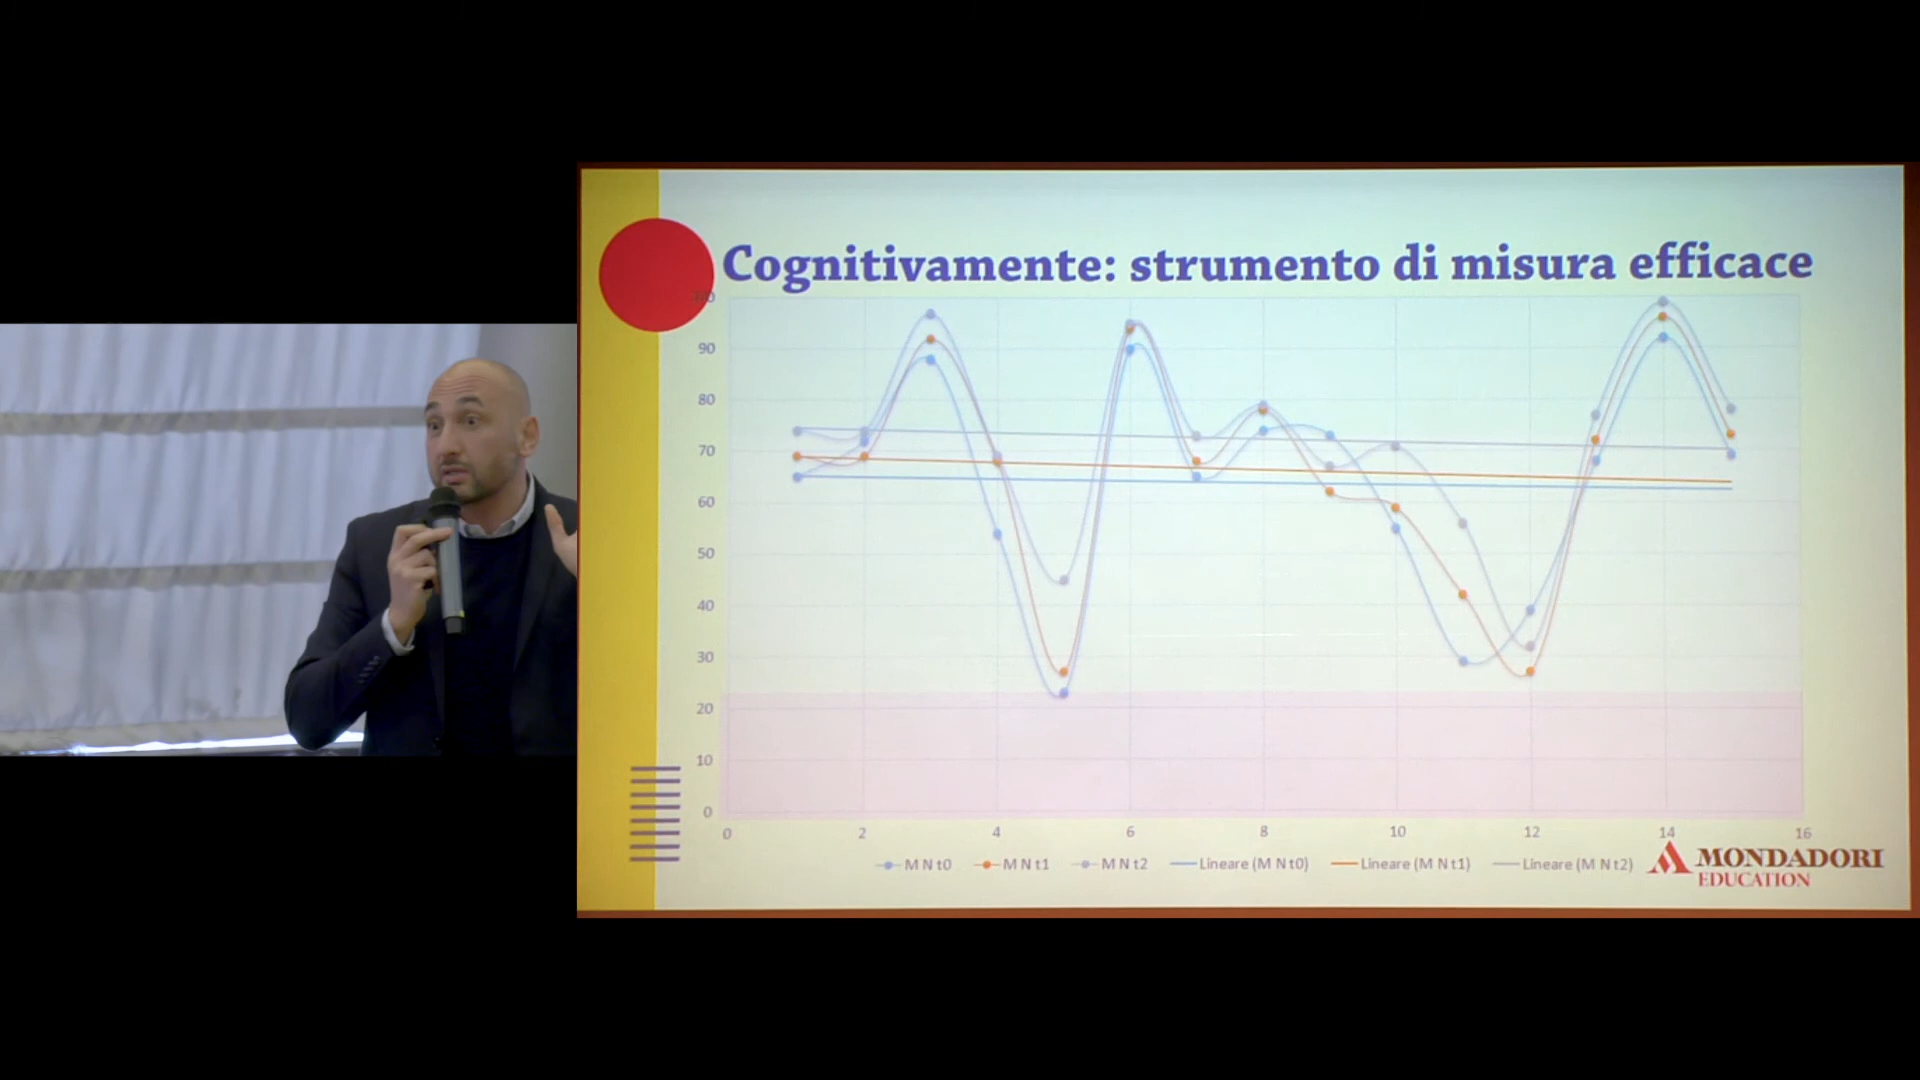 Cognitivamente: strumento di misura efficace
90
80
70
60
50
40
30
20
10
0
0 2 4 6 8 10 12 14 16
M N t0 M N t1 M N t2 Lineare (M N t0) Lineare (M N t1) Lineare (M N t2)
MONDADORI
EDUCATION